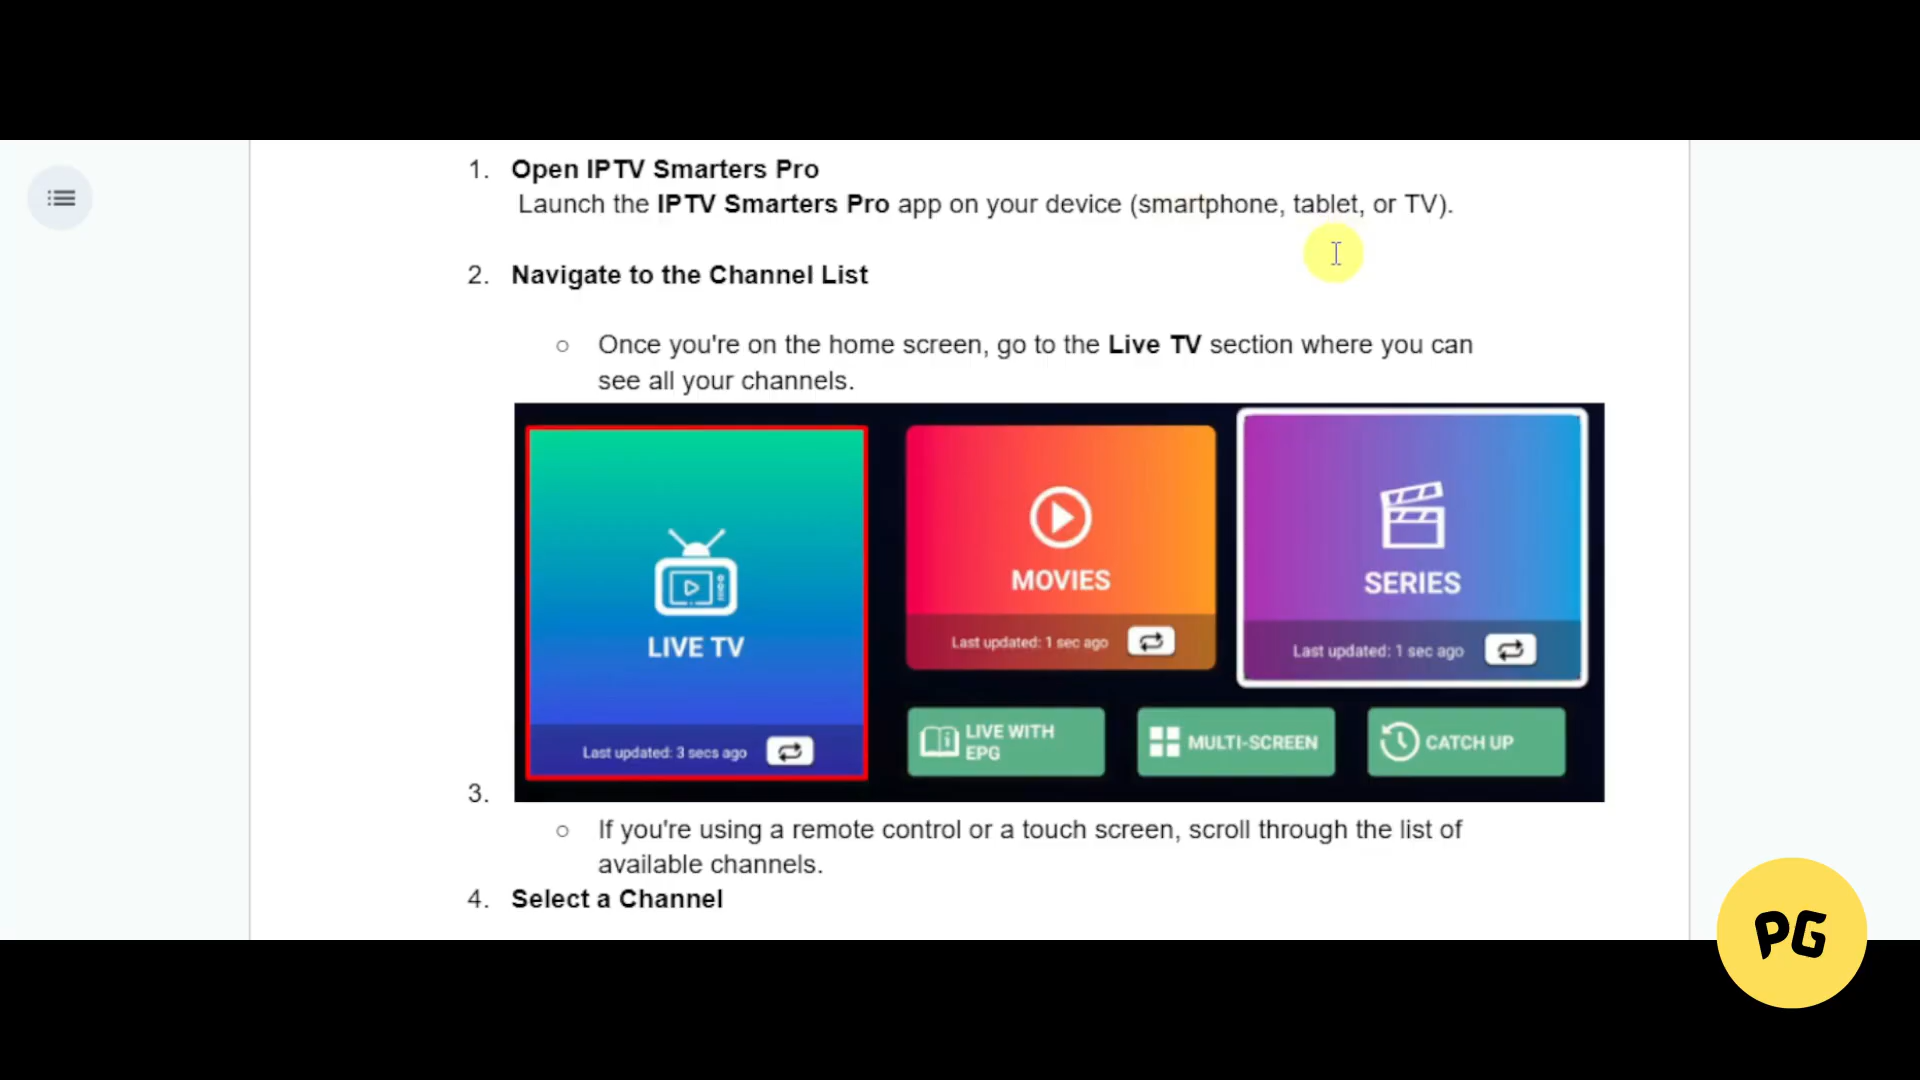 1. Open IPTV Smarters Pro
Launch the IPTV Smarters Pro app on your device (smartphone, tablet, or TV).
2. Navigate to the Channel List
○ Once you're on the home screen, go to the Live TV section where you can
see all your channels.
LIVE TV
Last updated: 3 secs ago
MOVIES
Last updated: 1 sec ago
SERIES
Last updated: 1 sec ago
LIVE WITH
EPG
MULTI-SCREEN
CATCH UP
3.
○ If you're using a remote control or a touch screen, scroll through the list of
available channels.
4. Select a Channel
PG